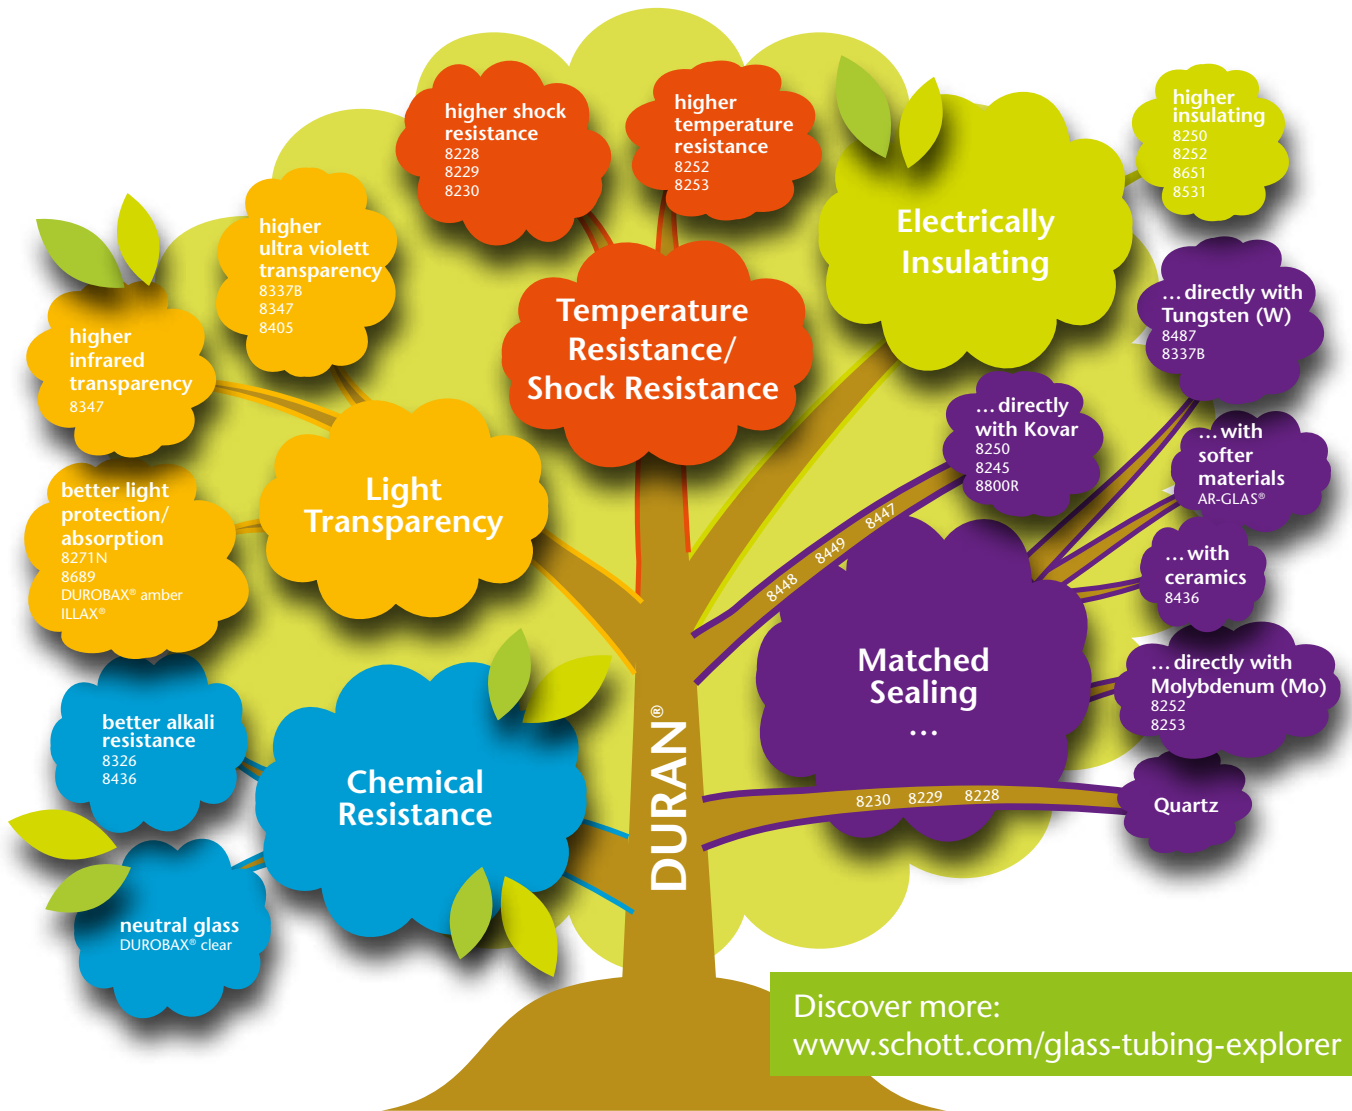 higher shock
resistance
8228
8229
8230
higher
temperature
resistance
8252
8253
higher
insulating
8250
8252
8651
8531
higher
ultra violett
transparency
8337B
8347
8405
Electrically
Insulating
Temperature
Resistance/
Shock Resistance
... directly with
Tungsten (W)
8487
8337B
higher
infrared
transparency
8347
... directly
with Kovar
8250
8245
8800R
... with
softer
materials
AR-GLAS®
Light
Transparency
better light
protection/
absorption
8271N
8689
DUROBAX® amber
ILLAX®
8448 8449 8447
... with
ceramics
8436
Matched
Sealing
...
... directly with
Molybdenum (Mo)
8252
8253
better alkali
resistance
8326
8436
Chemical
Resistance
DURAN®
8230 8229 8228
Quartz
neutral glass
DUROBAX® clear
Discover more:
www.schott.com/glass-tubing-explorer